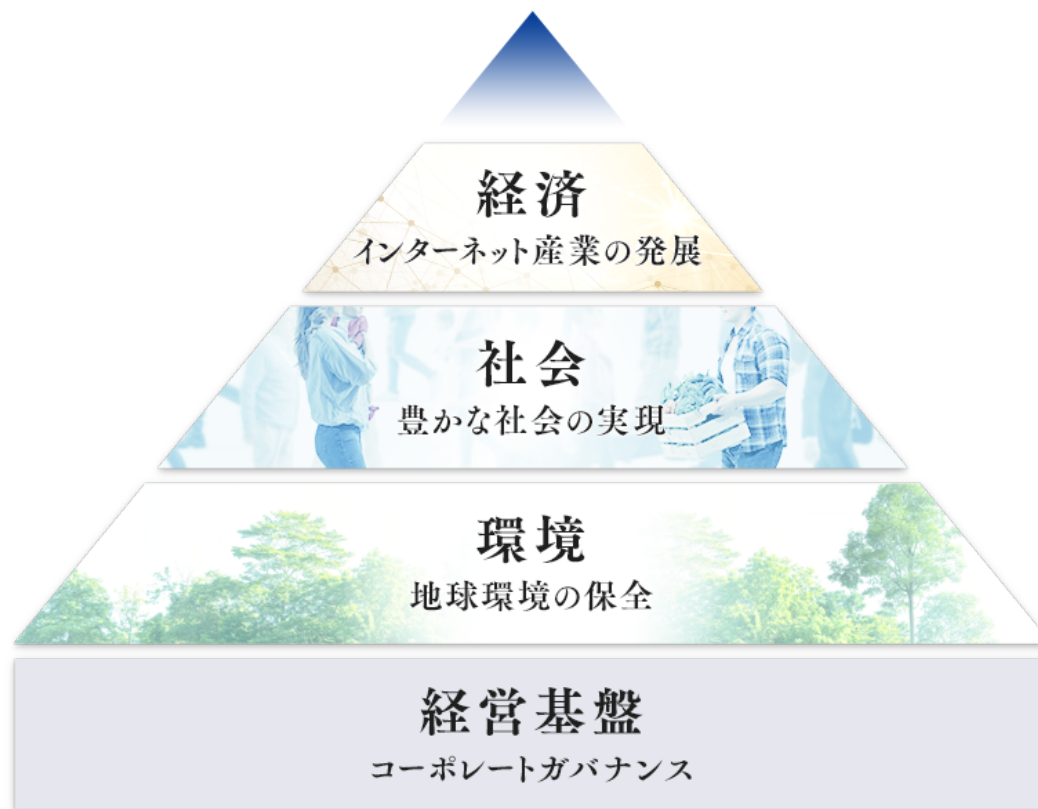 経済
インターネット産業の発展
社会
豊かな社会の実現
環境
地球環境の保全
経営基盤
コーポレートガバナンス